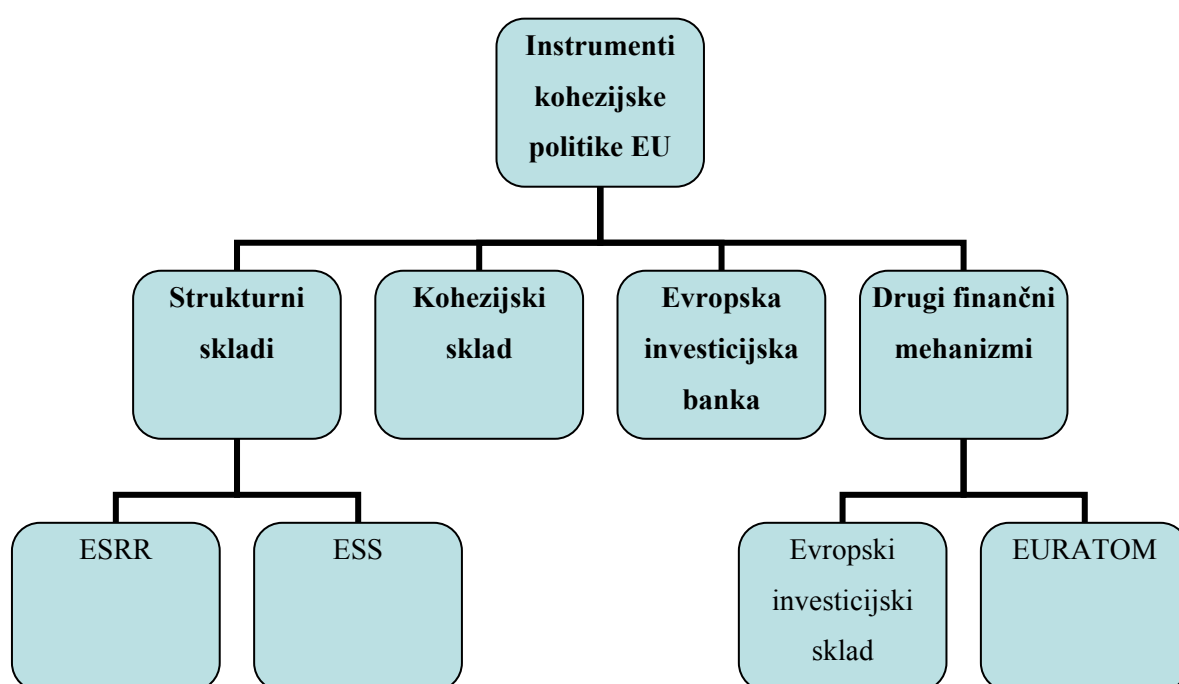 Instrumenti
kohezijske
politike EU
Strukturni
skladi
Kohezijski
sklad
Evropska
investicijska
banka
Drugi finančni
mehanizmi
ESRR
ESS
Evropski
investicijski
sklad
EURATOM